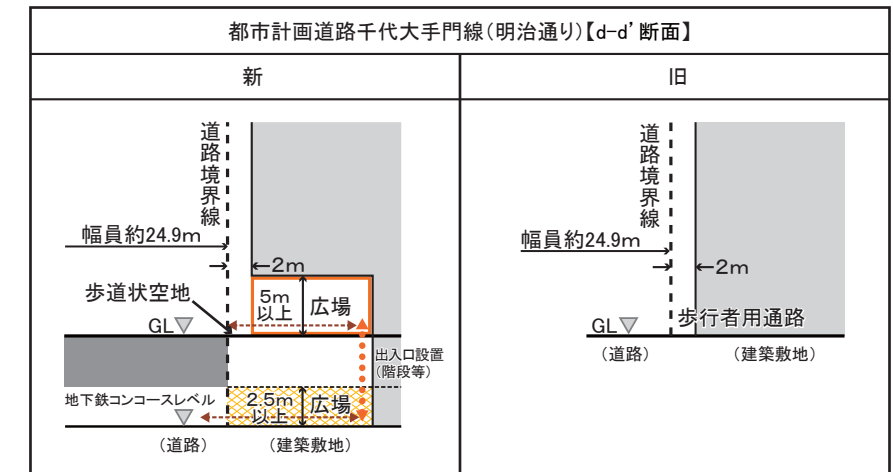 都市計画道路千代大手門線(明治通り)【d-d’断面】
新
旧
道路境界線
幅員約24.9m
2m
歩道状空地
5m
以上
広場
GL
出入口設置
(階段等)
地下鉄コンコースレベル
2.5m
以上
広場
(道路)
(建築敷地)
道路境界線
幅員約24.9m
2m
歩行者用通路
GL
(道路)
(建築敷地)